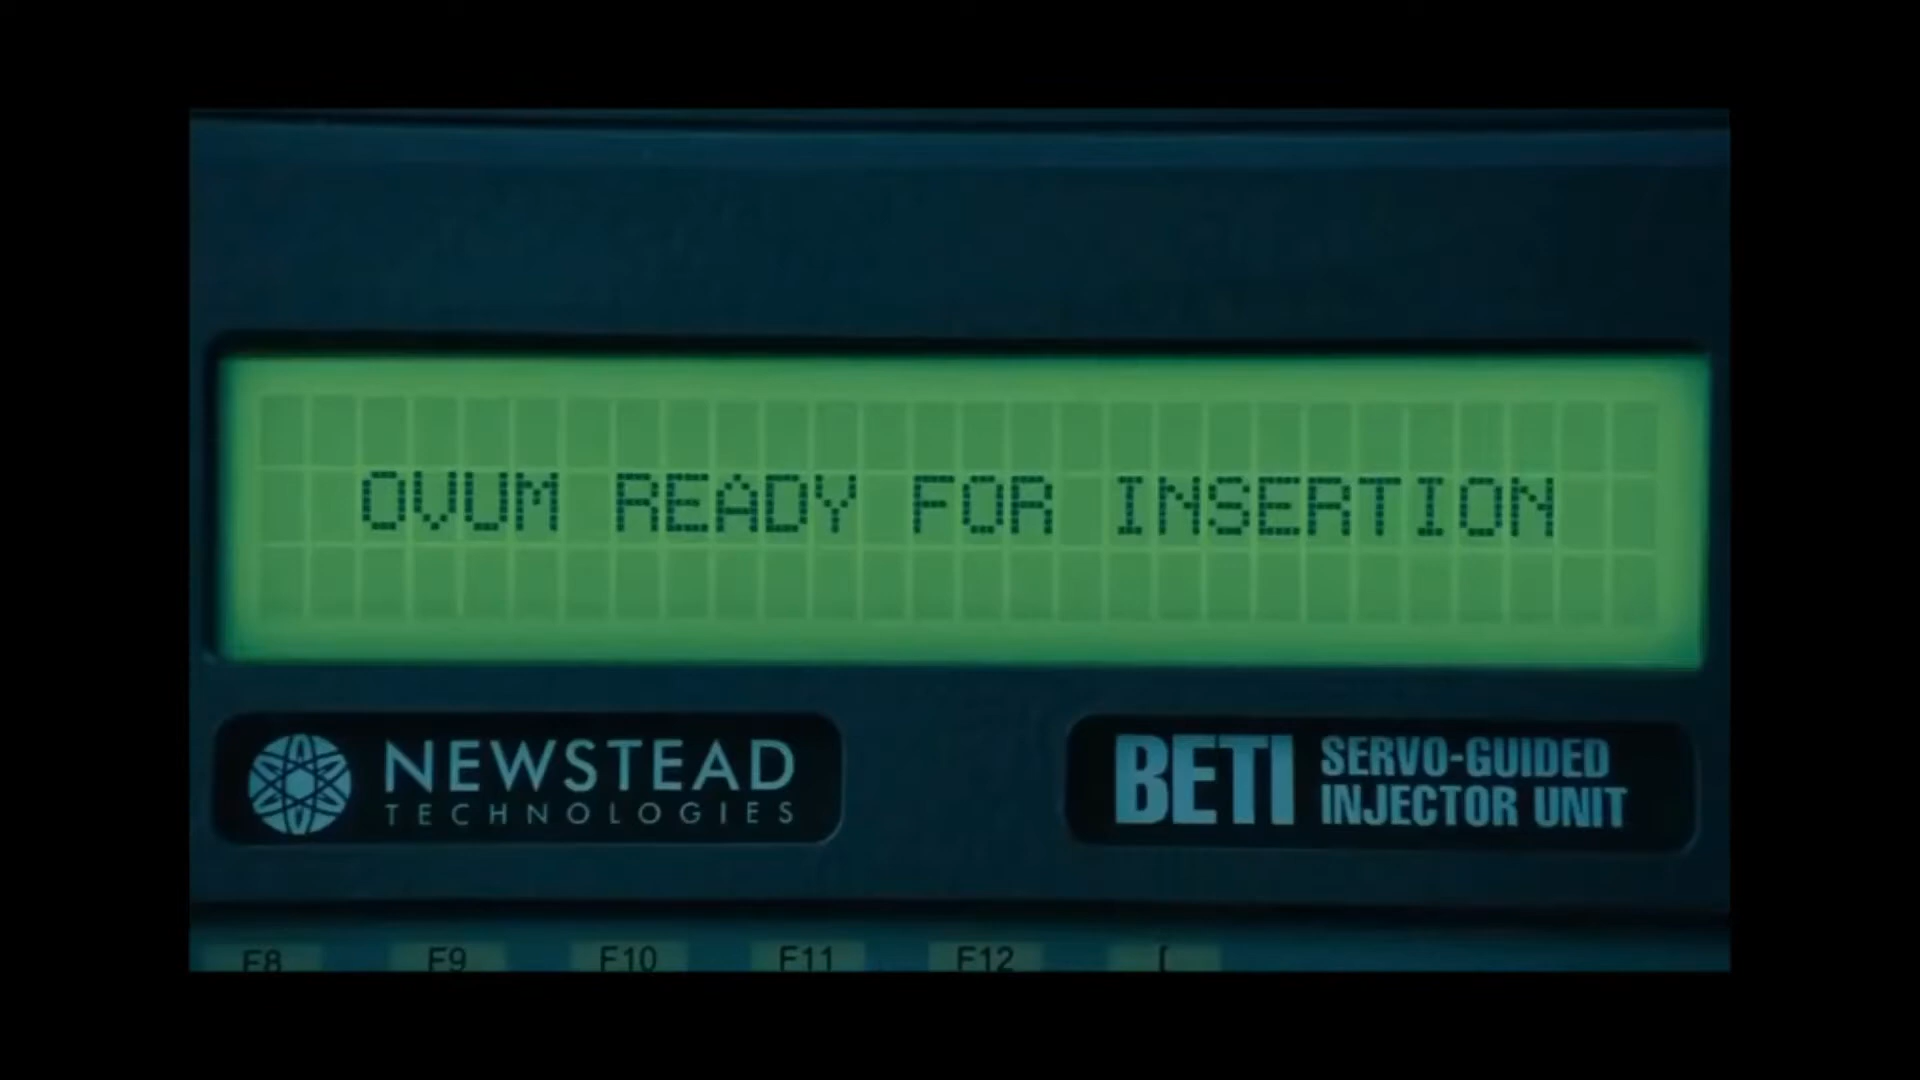 OVUM READY FOR INSERTION
NEWSTEAD
TECHNOLOGIES
BETI
SERVO-GUIDED
INJECTOR UNIT
F8 F9 F10 F11 F12